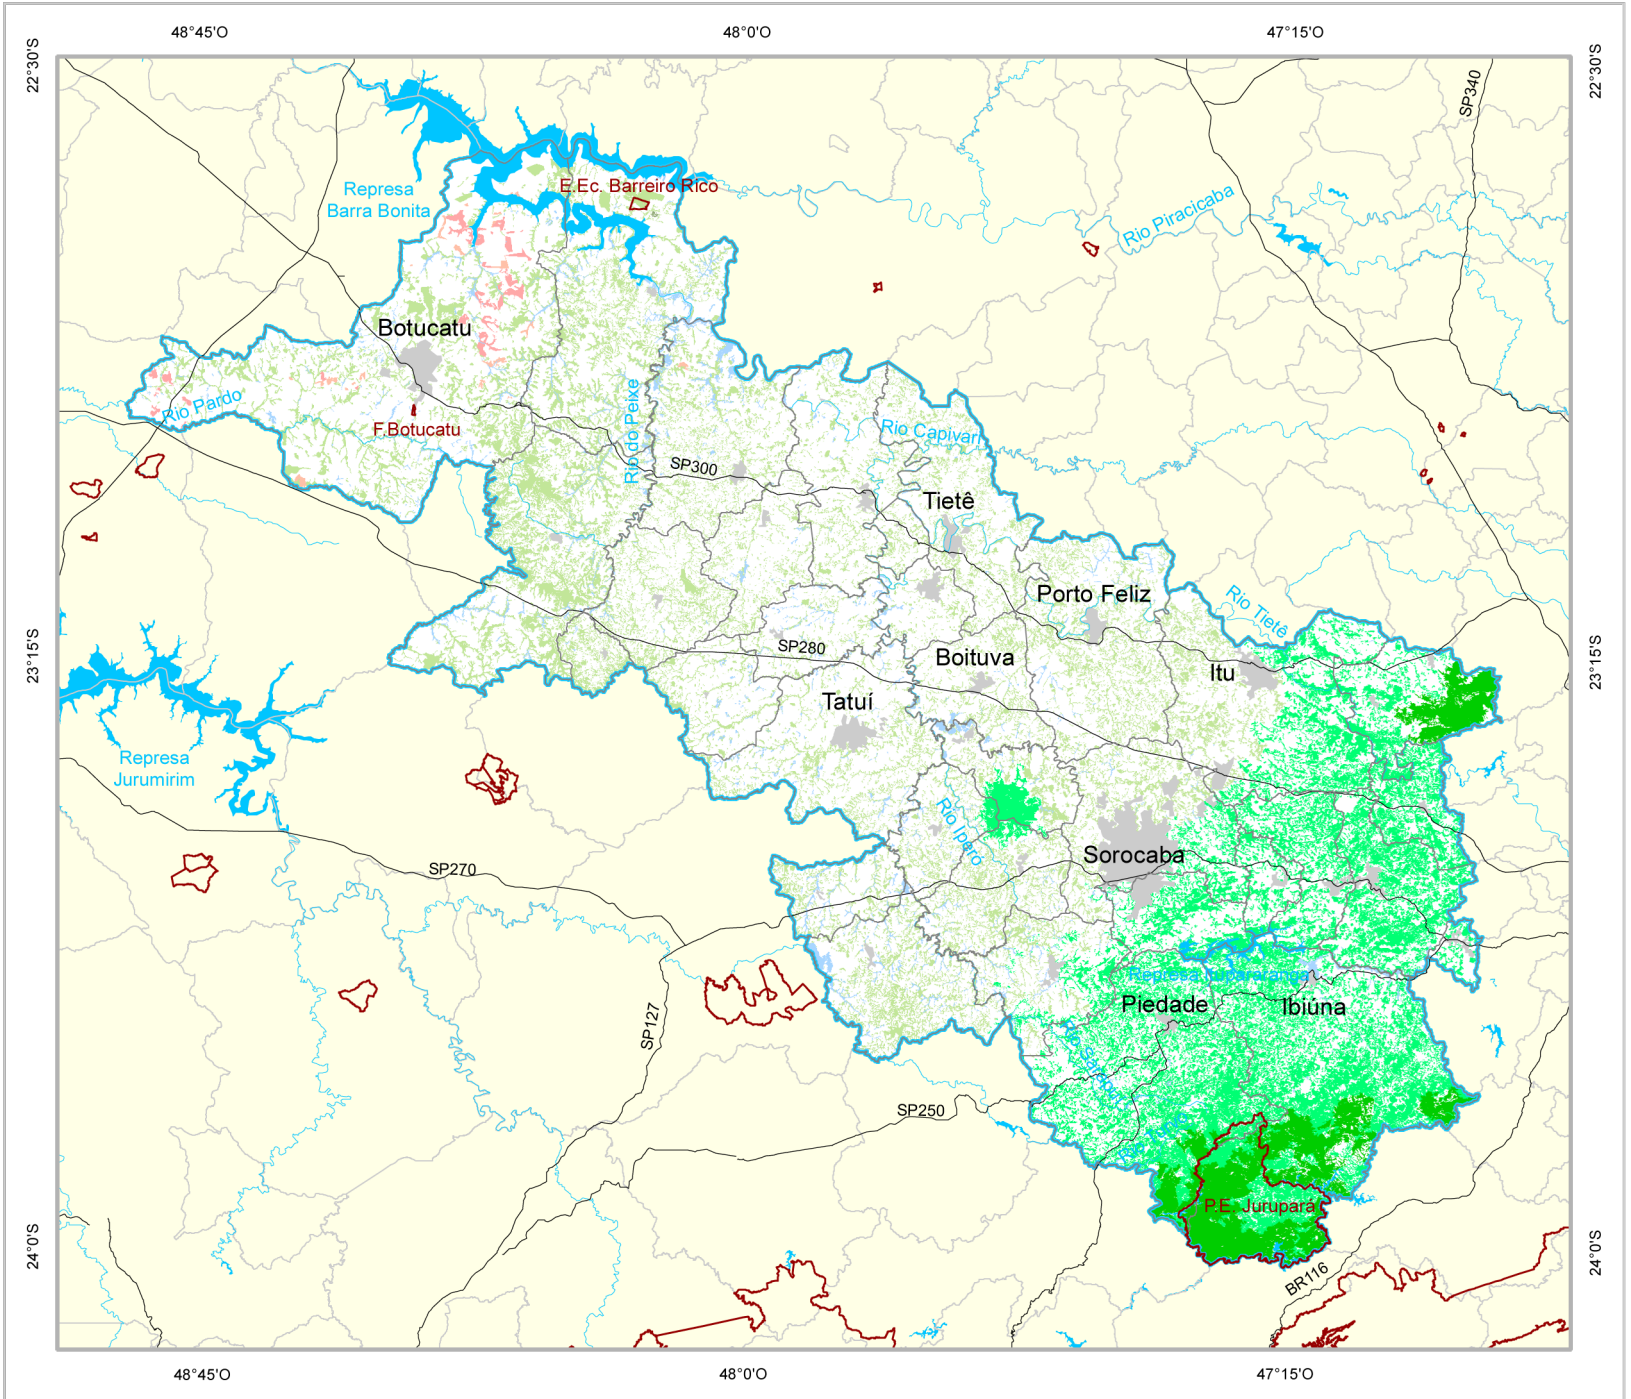 48°45'O
48°0'O
47°15'O
22°30'S
22°30'S
SP340
E.Ec. Barreiro Rico
Represa
Barra Bonita
Rio Piracicaba
Botucatu
Rio Pardo
F.Botucatu
Rio do Peixe
Rio Capivari
SP300
Tietê
Porto Feliz
Rio Tietê
23°15'S
23°15'S
SP280
Boituva
Itu
Tatuí
Represa
Jurumirim
Rio Iperó
Sorocaba
SP270
Represa Itupararanga
Piedade
Ibiúna
SP127
SP250
P.E. Jurupará
24°0'S
24°0'S
BR116
48°45'O
48°0'O
47°15'O